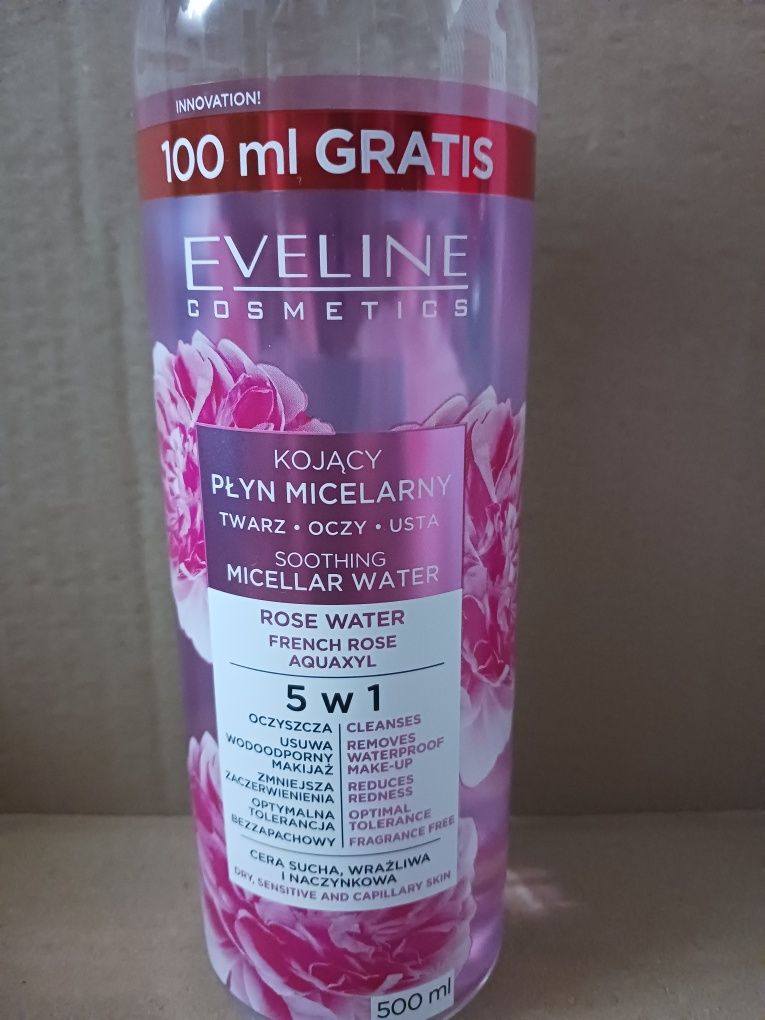 INNOVATION!
100 ml GRATIS
EVELINE
COSMETICS
KOJĄCY
PŁYN MICELARNY
TWARZ • OCZY • USTA
SOOTHING
MICELLAR WATER
ROSE WATER
FRENCH ROSE
AQUAXYL
5 w 1
OCZYSZCZA
USUWA
WODOODPORNY
MAKIJAŻ
ZMNIEJSZA
ZACZERWIENIENIA
OPTYMALNA
TOLERANCJA
BEZZAPACHOWY
CLEANSES
REMOVES
WATERPROOF
MAKE-UP
REDUCES
REDNESS
OPTIMAL
TOLERANCE
FRAGRANCE FREE
CERA SUCHA, WRAŻLIWA
I NACZYNKOWA
DRY, SENSITIVE AND CAPILLARY SKIN
500 ml